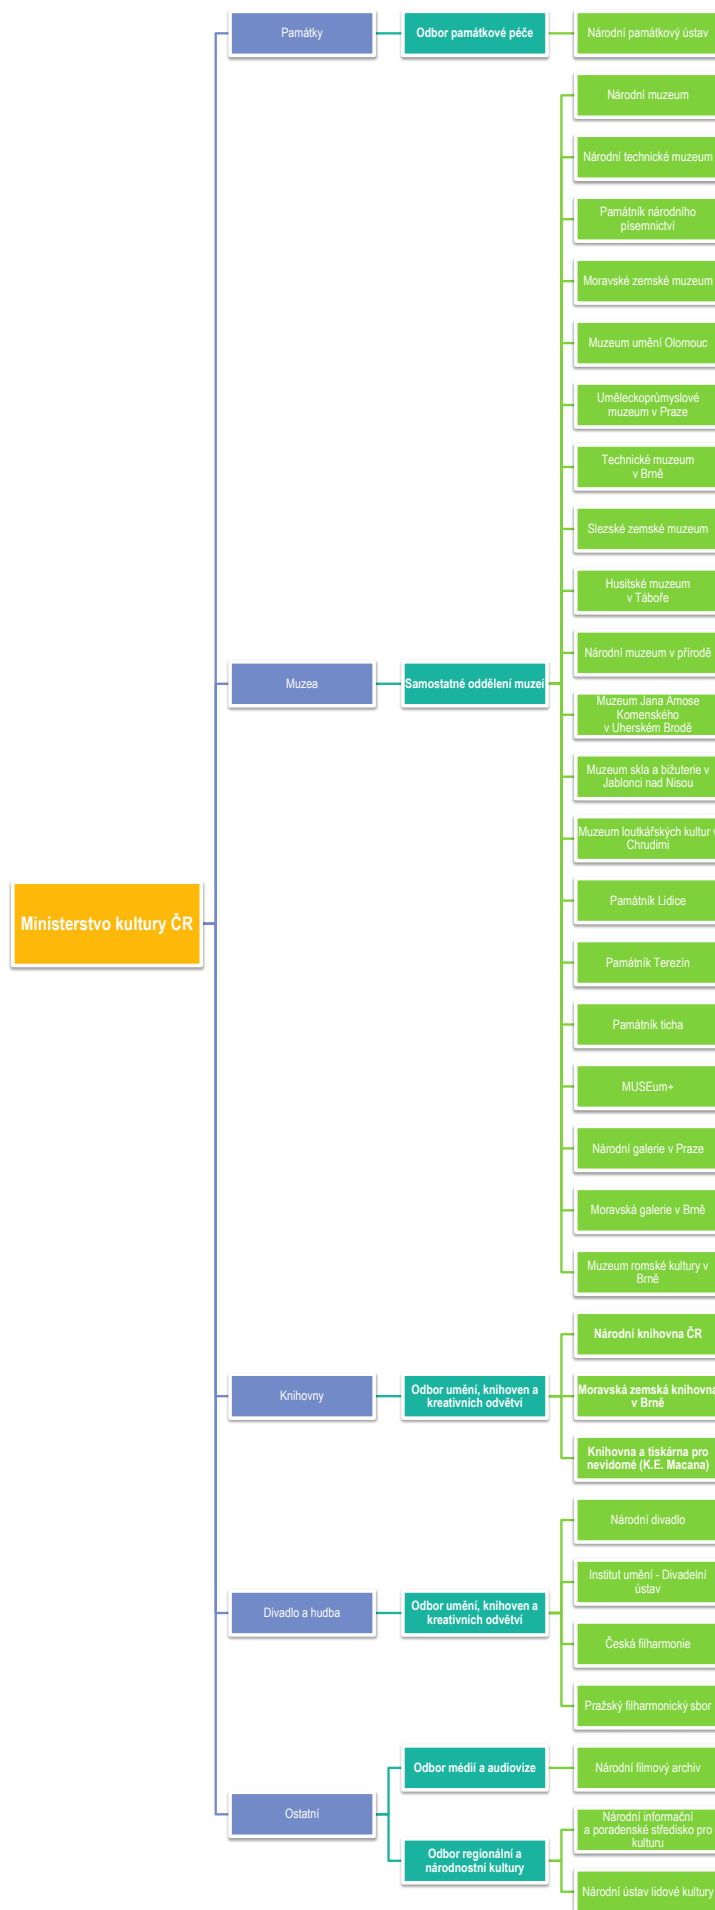 Památky
Odbor památkové péče
Národní památkový ústav
Národní muzeum
Národní technické muzeum
Památník národního
písemnictví
Moravské zemské muzeum
Muzeum umění Olomouc
Uměleckoprůmyslové
muzeum v Praze
Technické muzeum
v Brně
Slezské zemské muzeum
Husitské muzeum
v Táboře
Národní muzeum v přírodě
Muzea
Samostatné oddělení muzeí
Muzeum Jana Amose
Komenského
v Uherském Brodě
Muzeum skla a bižuterie v
Jablonci nad Nisou
Muzeum loutkářských kultur v
Chrudimi
Ministerstvo kultury ČR
Památník Lidice
Památník Terezín
Památník ticha
MUSEum+
Národní galerie v Praze
Moravská galerie v Brně
Muzeum romské kultury v
Brně
Národní knihovna ČR
Knihovny
Odbor umění, knihoven a
kreativních odvětví
Moravská zemská knihovna
v Brně
Knihovna a tiskárna pro
nevidomé (K.E. Macana)
Národní divadlo
Institut umění - Divadelní
ústav
Divadlo a hudba
Odbor umění, knihoven a
kreativních odvětví
Česká filharmonie
Pražský filharmonický sbor
Odbor médií a audiovize
Národní filmový archiv
Ostatní
Národní informační
a poradenské středisko pro
kulturu
Odbor regionální a
národnostní kultury
Národní ústav lidové kultury